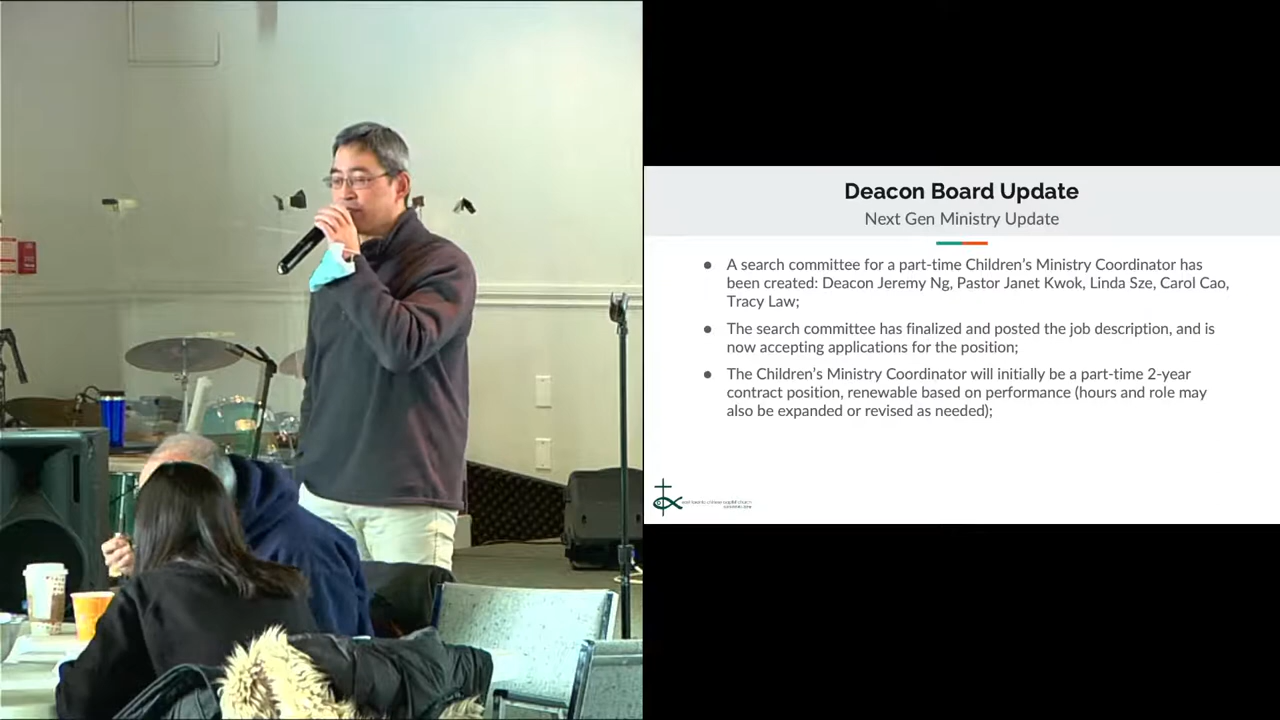 Deacon Board Update
Next Gen Ministry Update
● A search committee for a part-time Children’s Ministry Coordinator has
been created: Deacon Jeremy Ng, Pastor Janet Kwok, Linda Sze, Carol Cao,
Tracy Law;
● The search committee has finalized and posted the job description, and is
now accepting applications for the position;
● The Children’s Ministry Coordinator will initially be a part-time 2-year
contract position, renewable based on performance (hours and role may
also be expanded or revised as needed);